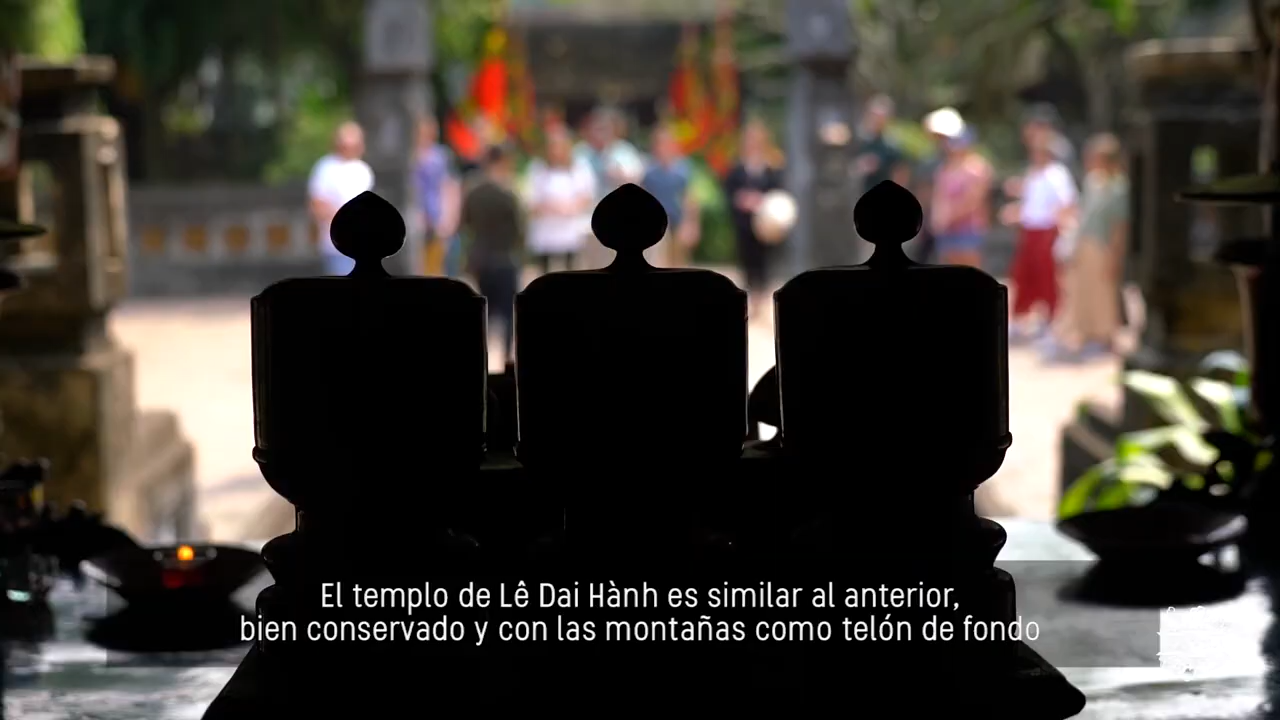 El templo de Lê Dai Hành es similar al anterior,
bien conservado y con las montañas como telón de fondo